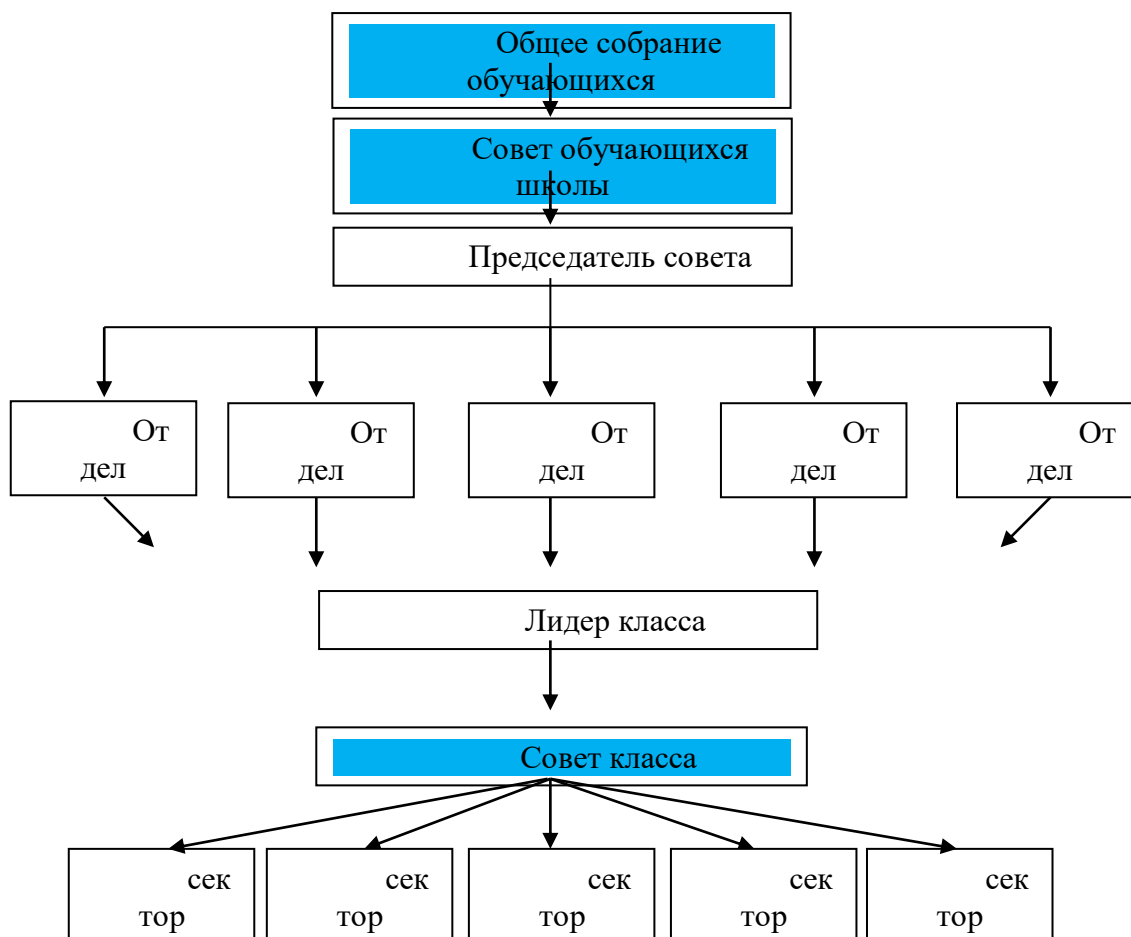 Общее собрание
обучающихся
Совет обучающихся
школы
Председатель совета
От
дел
От
дел
От
дел
От
дел
От
дел
Лидер класса
Совет класса
сек
тор
сек
тор
сек
тор
сек
тор
сек
тор